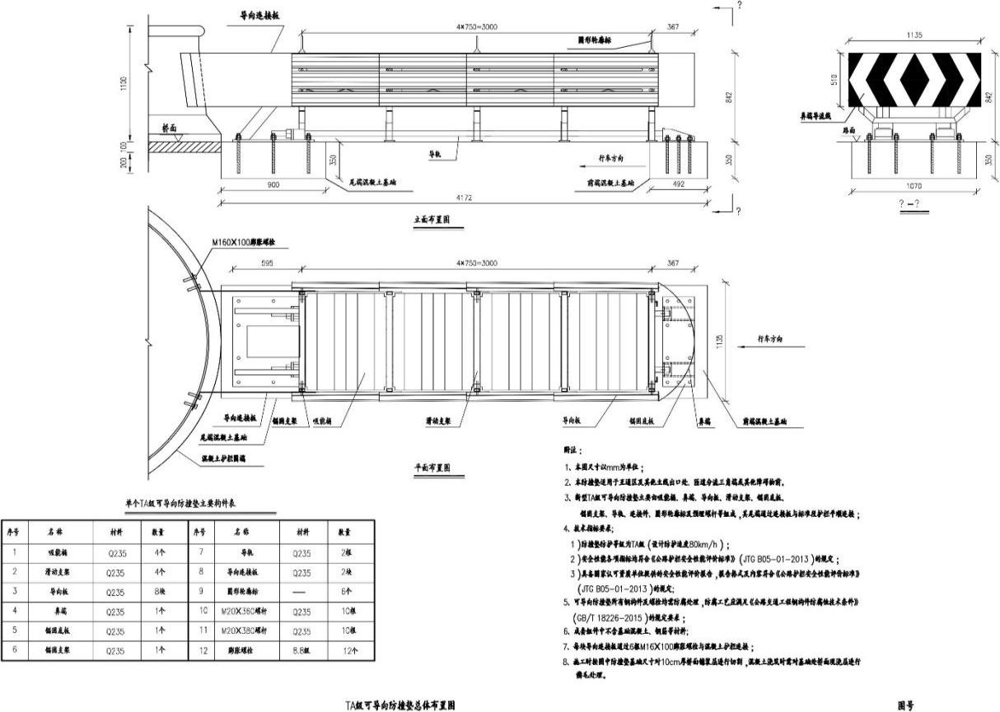 导向连接板
4×750=3000
367
?
圆形轮廓标
1135
1100
842
510
842
桥面
鼻端导流线
路面
100
200
350
导轨
行车方向
350
350
900
尾端混凝土基础
前端混凝土基础
492
1070
4172
?
?-?
立面布置图
M160X100膨胀螺栓
595
4×750=3000
367
1135
行车方向
导向连接板
锚固支架
吸能桶
滑动支架
导向板
锚固底板
鼻端
前端混凝土基础
尾端混凝土基础
混凝土护栏圆端
平面布置图
附注：
1、本图尺寸以mm为单位；
2、本防撞垫适用于互通区及其他主线出口处、匝道分流三角端或其他障碍物前。
3、新型TA级可导向防撞垫主要由吸能桶、鼻端、导向板、滑动支架、锚固底板、
锚固支架、导轨、连接件、圆形轮廓标及预埋螺杆等组成，其尾端通过连接板与标准段护栏平顺连接；
4、技术指标要求；
1）防撞垫防护等级为TA级（设计防护速度80km/h）；
2）安全性能各项指标均符合《公路护栏安全性能评价标准》（JTG B05-01-2013）的规定；
3）具备国家认可资质单位提供的安全性能评价报告，报告格式及内容符合《公路护栏安全性能评价标准》
（JTG B05-01-2013）的规定;
5、可导向防撞垫所有钢构件及螺栓均需防腐处理，防腐工艺应满足《公路交通工程钢构件防腐蚀技术条件》
（GB/T 18226-2015）的规定要求；
6、成套组件中不含基础混凝土、钢筋等材料;
7、每块导向连接板通过6根M16X100膨胀螺栓与混凝土护栏连接；
8、施工时按图中防撞垫基础尺寸对10cm厚桥面铺装层进行切割，混凝土浇筑时需对基础处桥面现浇层进行
凿毛处理。
单个TA级可导向防撞垫主要构件表
序号 名 称 材料 数量 序号 名 称 材料 数量
1 吸能桶 Q235 4个 7 导轨 Q235 2根
2 滑动支架 Q235 4个 8 导向连接板 Q235 2块
3 导向板 Q235 8块 9 圆形轮廓标 — 6个
4 鼻端 Q235 1个 10 M20X380螺杆 Q235 10根
5 锚固底板 Q235 1个 11 M20X380螺杆 Q235 10根
6 锚固支架 Q235 1个 12 膨胀螺栓 8.8级 12个
TA级可导向防撞垫总体布置图
图号